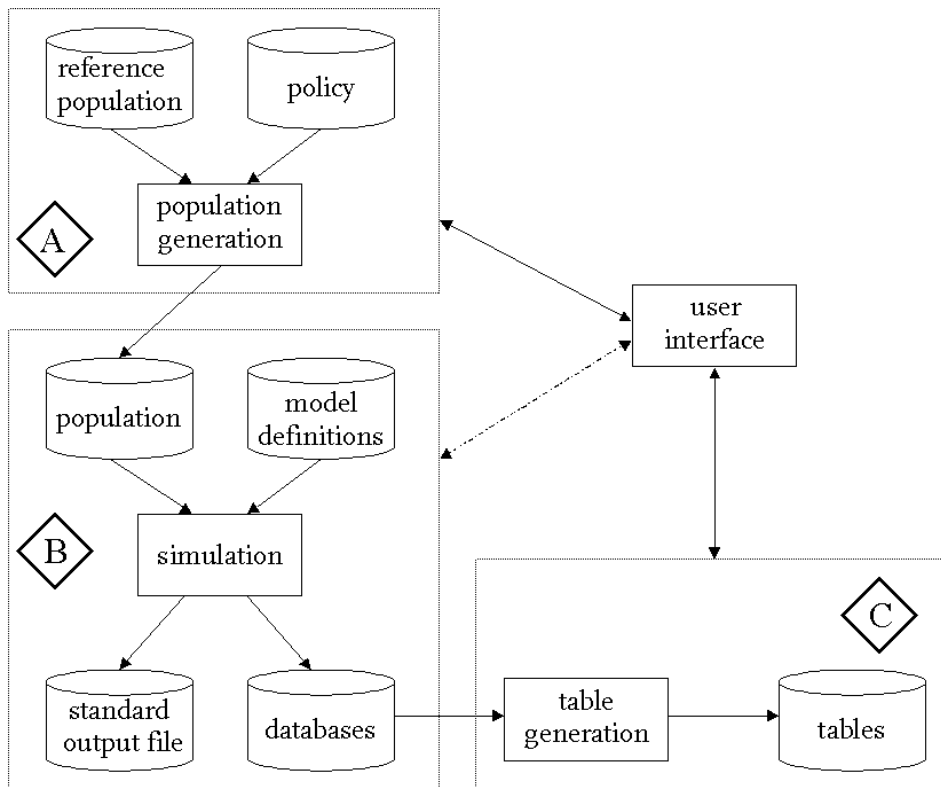 reference
population
policy
population
generation
A
user
interface
population
model
definitions
B
simulation
C
standard
output file
databases
table
generation
tables